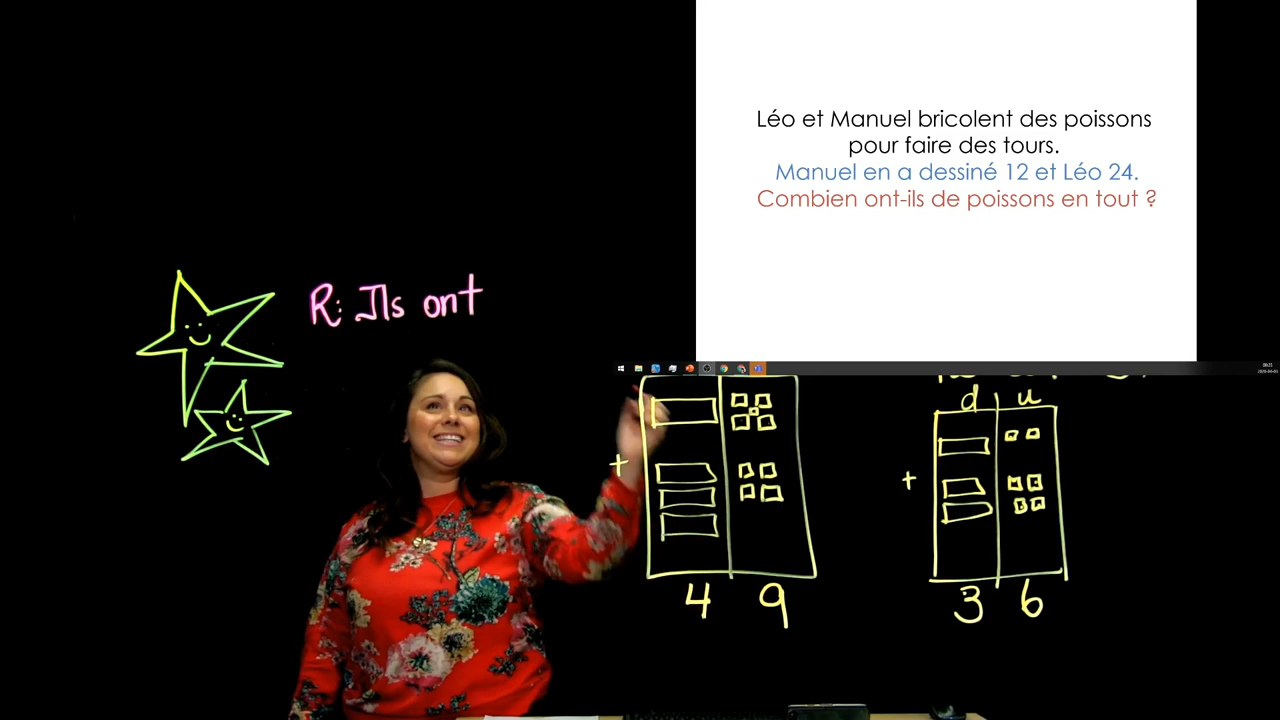 Léo et Manuel bricolent des poissons
pour faire des tours.
Manuel en a dessiné 12 et Léo 24.
Combien ont-ils de poissons en tout ?
R: Ils ont
d u
+
+
4 9
3 6